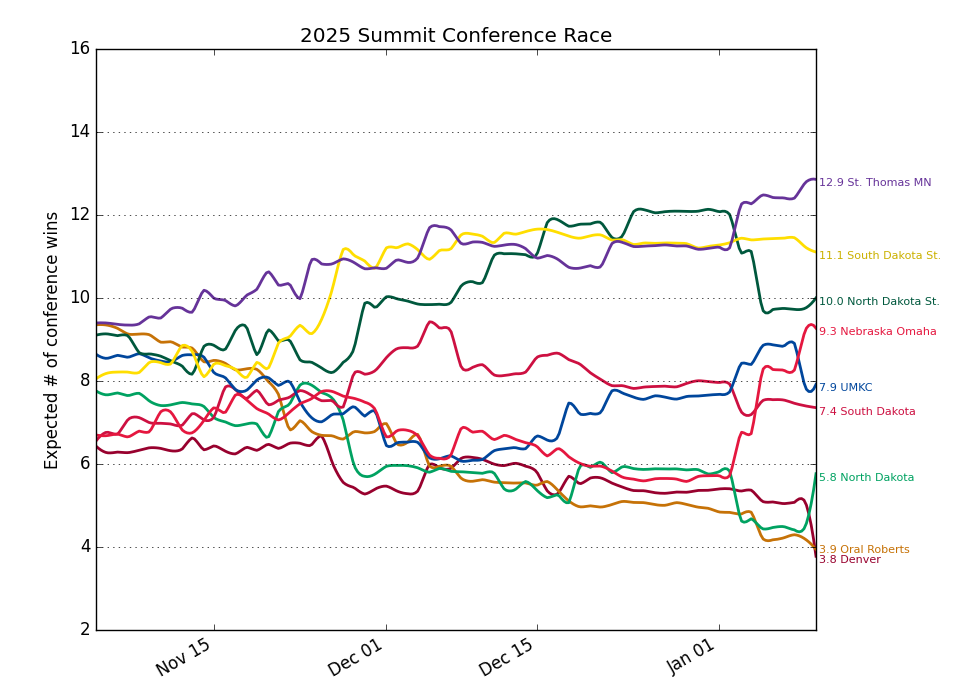 2025 Summit Conference Race
Expected # of conference wins
16
14
12
10
8
6
4
2
Nov 15
Dec 01
Dec 15
Jan 01
12.9 St. Thomas MN
11.1 South Dakota St.
10.0 North Dakota St.
9.3 Nebraska Omaha
7.9 UMKC
7.4 South Dakota
5.8 North Dakota
3.9 Oral Roberts
3.8 Denver